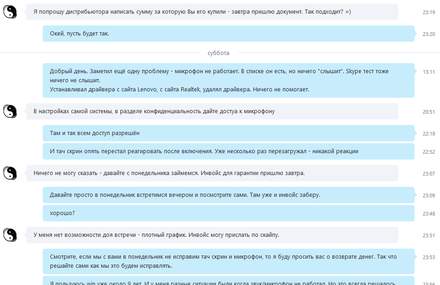 Я попрошу дистрибьютора написать сумму за которую Вы его купили - завтра пришлю документ. Так подходит? =)
23:19
Окей, пусть будет так.
23:20
суббота
Добрый день. Заметил ещё одну проблему - микрофон не работает. В списке он есть, но ничего "слышит". Skype тест тоже
ничего не слышит.
Устанавливал драйвера с сайта Lenovo, с сайта Realtek, удалял драйвера. Ничего не помогает.
13:11
В настройках самой системы, в разделе конфиденциальность дайте доступ к микрофону
20:51
Там и так всем доступ разрешён
22:19
И тач скрин опять перестал реагировать после включения. Уже несколько раз перезагружал - никакой реакции
22:52
Ничего не могу сказать - давайте с понедельника займемся. Инвойс для гарантии пришлю завтра.
23:07
Давайте просто в понедельник встретимся вечером и посмотрите сами. Там уже и инвойс заберу.
23:09
хорошо?
23:48
У меня нет возможности для встречи - плотный график. Инвойс могу прислать по скайпу.
23:51
Смотрите, если мы с вами в понедельник не исправим тач скрин и микрофон, то я буду просить вас о возврате денег. Так что
решайте сами как мы это будем исправлять.
23:53